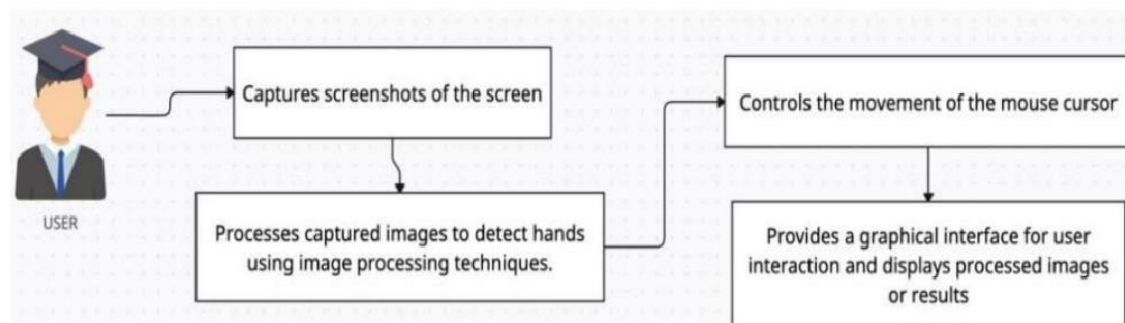 USER
Captures screenshots of the screen
Processes captured images to detect hands
using image processing techniques.
Controls the movement of the mouse cursor
Provides a graphical interface for user
interaction and displays processed images
or results